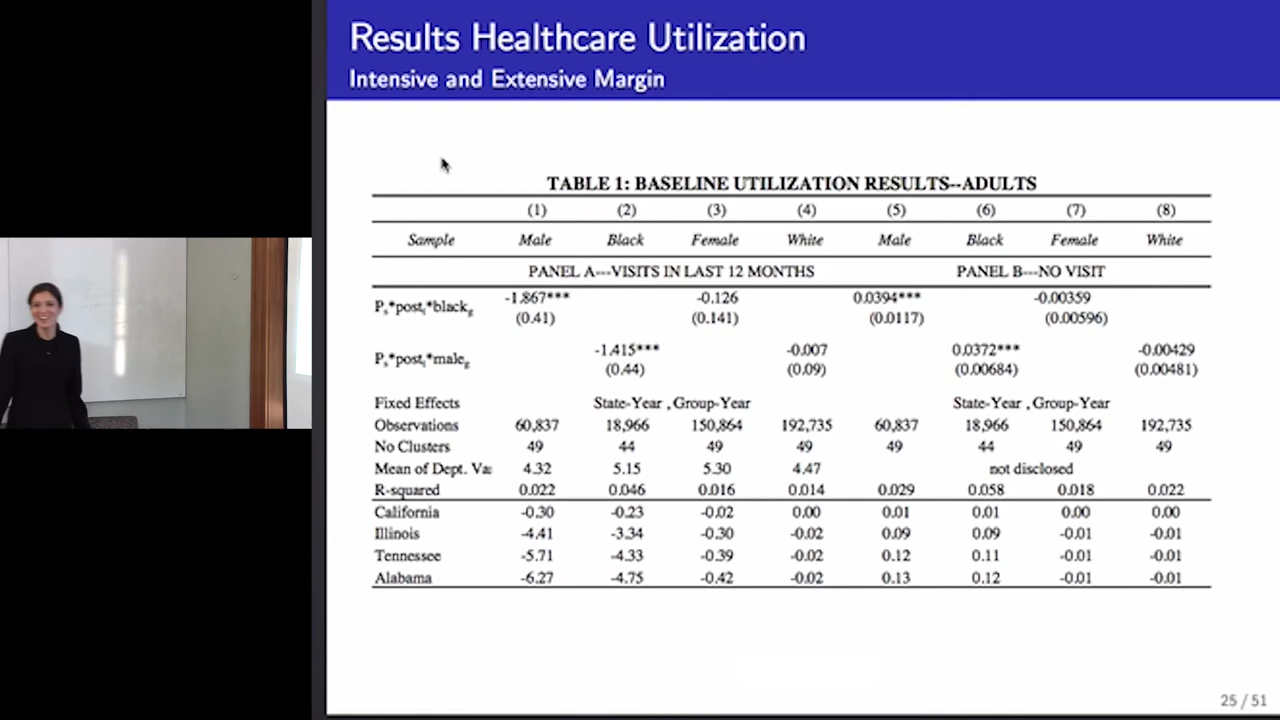 Results Healthcare Utilization
Intensive and Extensive Margin
TABLE 1: BASELINE UTILIZATION RESULTS--ADULTS
(1) (2) (3) (4) (5) (6) (7) (8)
Sample Male Black Female White Male Black Female White
PANEL A---VISITS IN LAST 12 MONTHS PANEL B---NO VISIT
Ps*postt*blackg -1.867*** -0.126 0.0394*** -0.00359
(0.41) (0.141) (0.0117) (0.00596)
Ps*postt*maleg -1.415*** -0.007 0.0372*** -0.00429
(0.44) (0.09) (0.00684) (0.00481)
Fixed Effects State-Year , Group-Year State-Year , Group-Year
Observations 60,837 18,966 150,864 192,735 60,837 18,966 150,864 192,735
No Clusters 49 44 49 49 49 44 49 49
Mean of Dept. Va 4.32 5.15 5.30 4.47 not disclosed
R-squared 0.022 0.046 0.016 0.014 0.029 0.058 0.018 0.022
California -0.30 -0.23 -0.02 0.00 0.01 0.01 0.00 0.00
Illinois -4.41 -3.34 -0.30 -0.02 0.09 0.09 -0.01 -0.01
Tennessee -5.71 -4.33 -0.39 -0.02 0.12 0.11 -0.01 -0.01
Alabama -6.27 -4.75 -0.42 -0.02 0.13 0.12 -0.01 -0.01
25 / 51